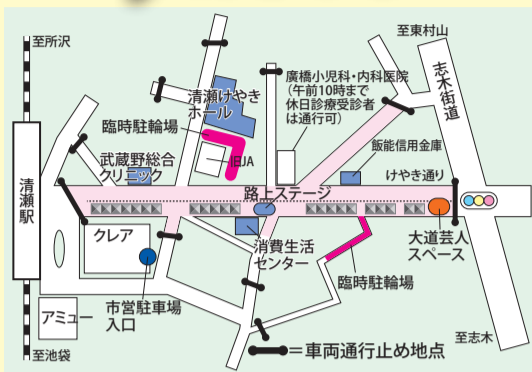 至所沢
至東村山
志木街道
廣橋小児科・内科医院
(午前10時まで
休日診療受診者
は通行可)
清瀬けやき
ホール
臨時駐輪場
JA
飯能信用金庫
武蔵野総合
クリニック
けやき通り
路上ステージ
清瀬駅
クレア
消費生活
センター
大道芸人
スペース
市営駐車場
入口
臨時駐輪場
アミュー
至志木
至池袋
=車両通行止め地点